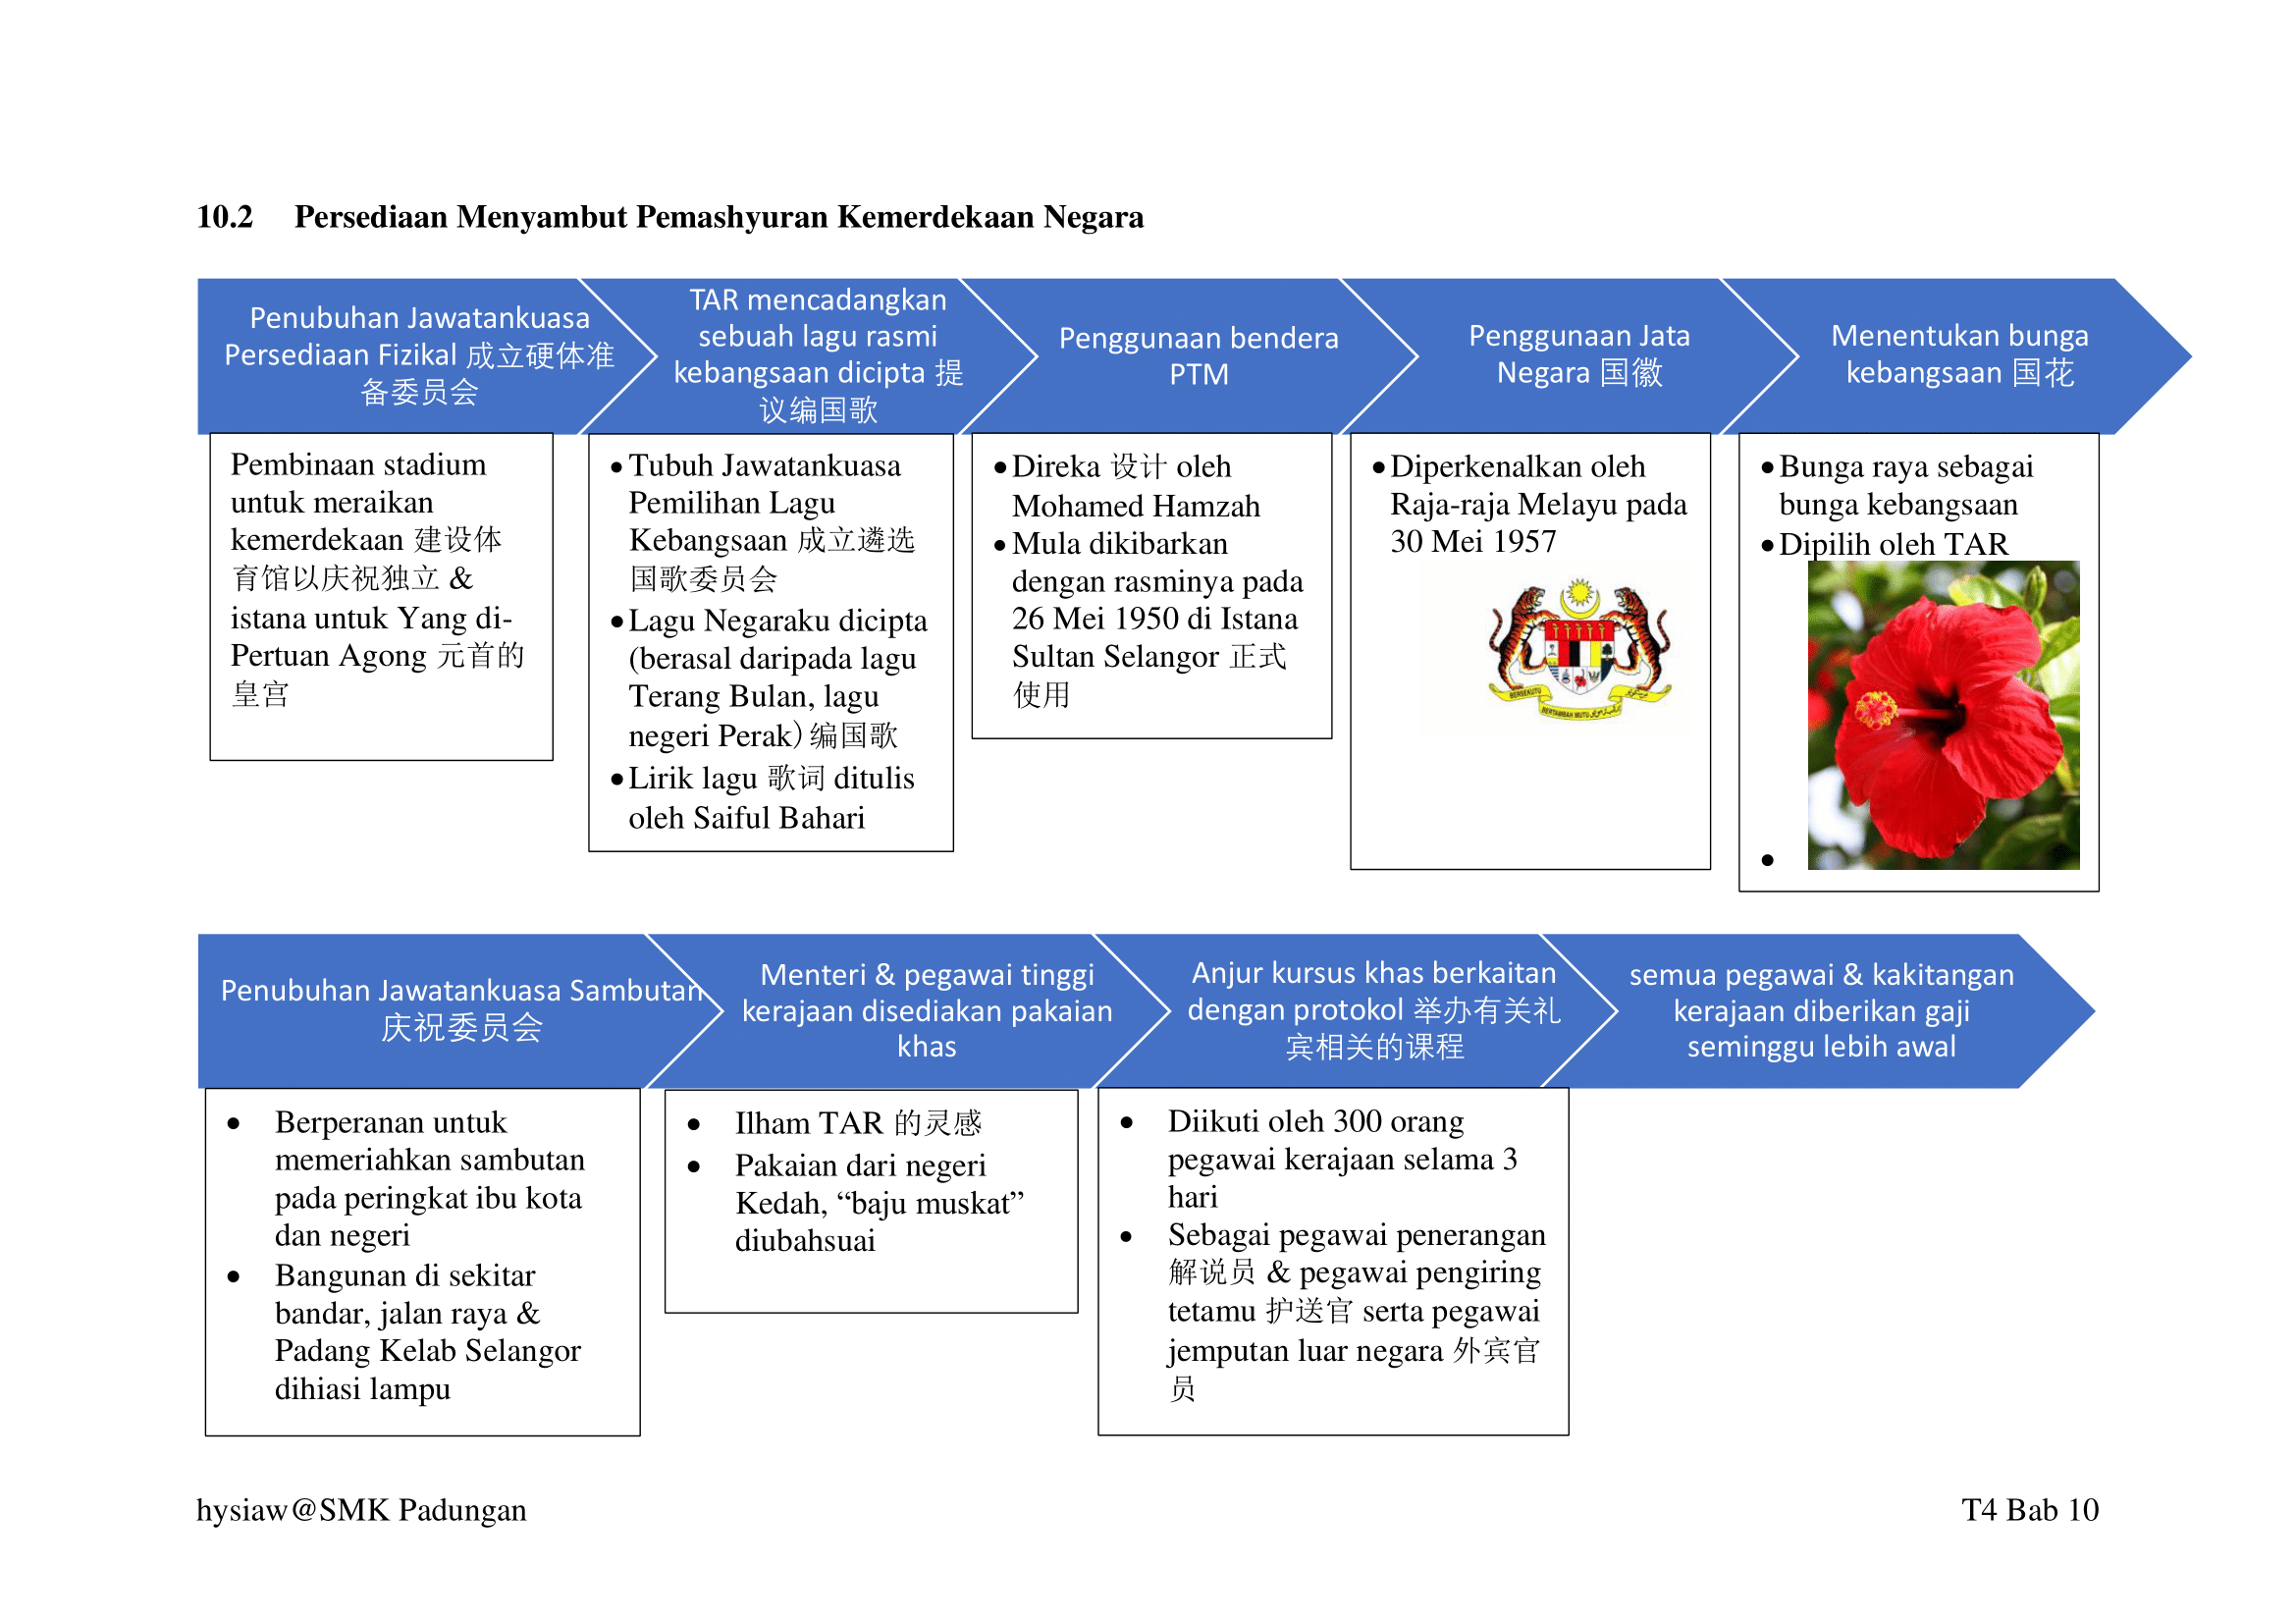 10.2 Persediaan Menyambut Pemashyuran Kemerdekaan Negara
Penubuhan Jawatankuasa
Persediaan Fizikal 成立硬体准
备委员会
TAR mencadangkan
sebuah lagu rasmi
kebangsaan dicipta 提
议编国歌
Penggunaan bendera
PTM
Penggunaan Jata
Negara 国徽
Menentukan bunga
kebangsaan 国花
Pembinaan stadium
untuk meraikan
kemerdekaan 建设体
育馆以庆祝独立 &
istana untuk Yang di-
Pertuan Agong 元首的
皇宫
• Tubuh Jawatankuasa
Pemilihan Lagu
Kebangsaan 成立遴选
国歌委员会
• Lagu Negaraku dicipta
(berasal daripada lagu
Terang Bulan, lagu
negeri Perak) 编国歌
• Lirik lagu 歌词 ditulis
oleh Saiful Bahari
• Direka 设计 oleh
Mohamed Hamzah
• Mula dikibarkan
dengan rasminya pada
26 Mei 1950 di Istana
Sultan Selangor 正式
使用
• Diperkenalkan oleh
Raja-raja Melayu pada
30 Mei 1957
BERSEKUTU
BERTAMBAH MUTU
• Bunga raya sebagai
bunga kebangsaan
• Dipilih oleh TAR
•
Penubuhan Jawatankuasa Sambutan
庆祝委员会
Menteri & pegawai tinggi
kerajaan disediakan pakaian
khas
Anjur kursus khas berkaitan
dengan protokol 举办有关礼
宾相关的课程
semua pegawai & kakitangan
kerajaan diberikan gaji
seminggu lebih awal
• Berperanan untuk
memeriahkan sambutan
pada peringkat ibu kota
dan negeri
• Bangunan di sekitar
bandar, jalan raya &
Padang Kelab Selangor
dihiasi lampu
• Ilham TAR 的灵感
• Pakaian dari negeri
Kedah, “baju muskat”
diubahsuai
• Diikuti oleh 300 orang
pegawai kerajaan selama 3
hari
• Sebagai pegawai penerangan
解说员 & pegawai pengiring
tetamu 护送官 serta pegawai
jemputan luar negara 外宾官
员
hysiaw@SMK Padungan
T4 Bab 10